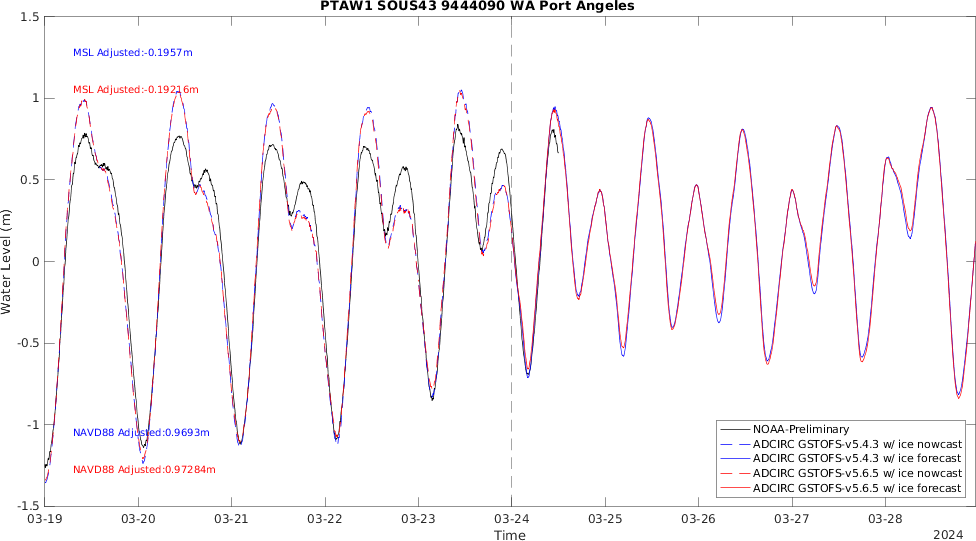 PTAW1 SOUS43 9444090 WA Port Angeles
1.5
MSL Adjusted:-0.1957m
MSL Adjusted:-0.19216m
1
0.5
0
-0.5
-1
-1.5
Water Level (m)
NAVD88 Adjusted:0.9693m
NAVD88 Adjusted:0.97284m
NOAA-Preliminary
ADCIRC GSTOFS-v5.4.3 w/ ice nowcast
ADCIRC GSTOFS-v5.4.3 w/ ice forecast
ADCIRC GSTOFS-v5.6.5 w/ ice nowcast
ADCIRC GSTOFS-v5.6.5 w/ ice forecast
03-19 03-20 03-21 03-22 03-23 03-24 03-25 03-26 03-27 03-28
Time
2024